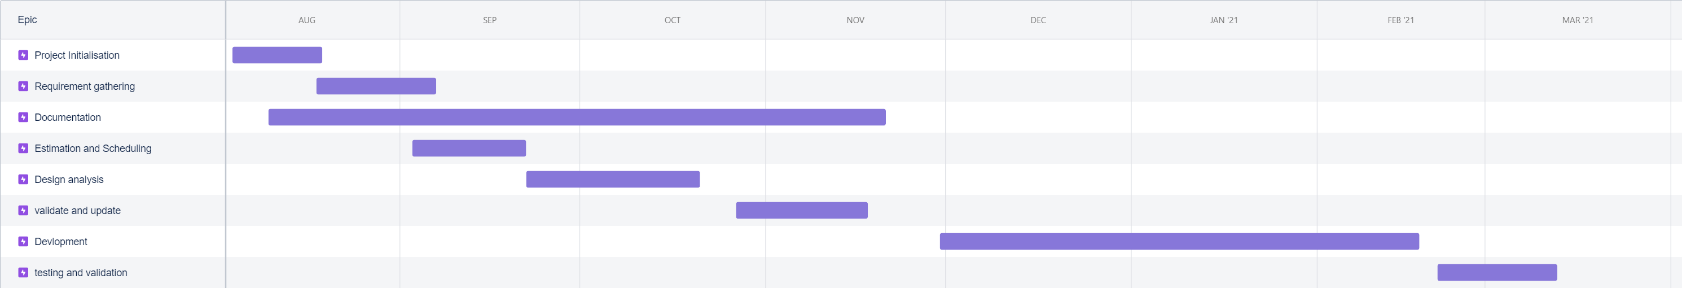 Epic AUG SEP OCT NOV DEC JAN '21 FEB '21 MAR '21
Project Initialisation
Requirement gathering
Documentation
Estimation and Scheduling
Design analysis
validate and update
Devlopment
testing and validation